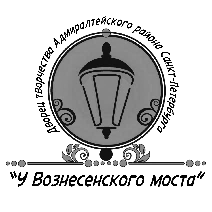 Дворец творчества Адмиралтейского района Санкт-Петербурга
"У Вознесенского моста"